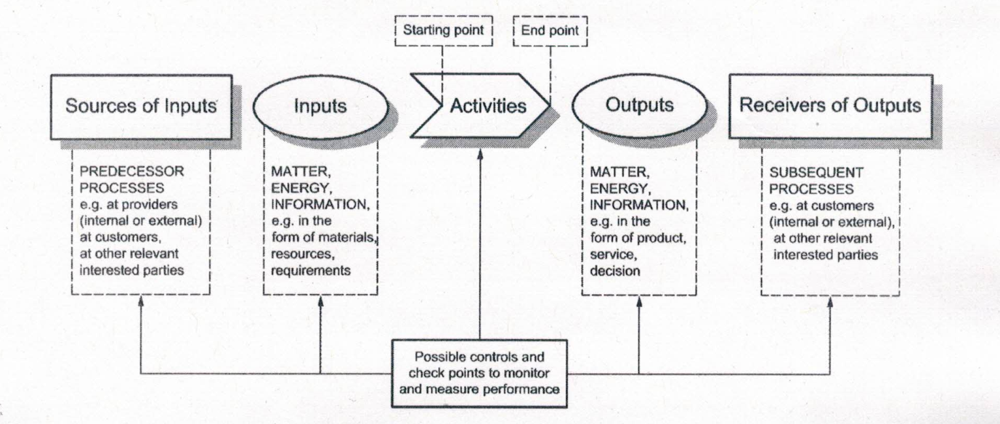 Starting point
End point
Sources of Inputs
Inputs
Activities
Outputs
Receivers of Outputs
PREDECESSOR
PROCESSES
e.g. at providers
(internal or external)
at customers,
at other relevant
interested parties
MATTER,
ENERGY,
INFORMATION,
e.g. in the
form of materials,
resources,
requirements
MATTER,
ENERGY,
INFORMATION,
e.g. in the
form of product,
service,
decision
SUBSEQUENT
PROCESSES
e.g. at customers
(internal or external),
at other relevant
interested parties
Possible controls and
check points to monitor
and measure performance